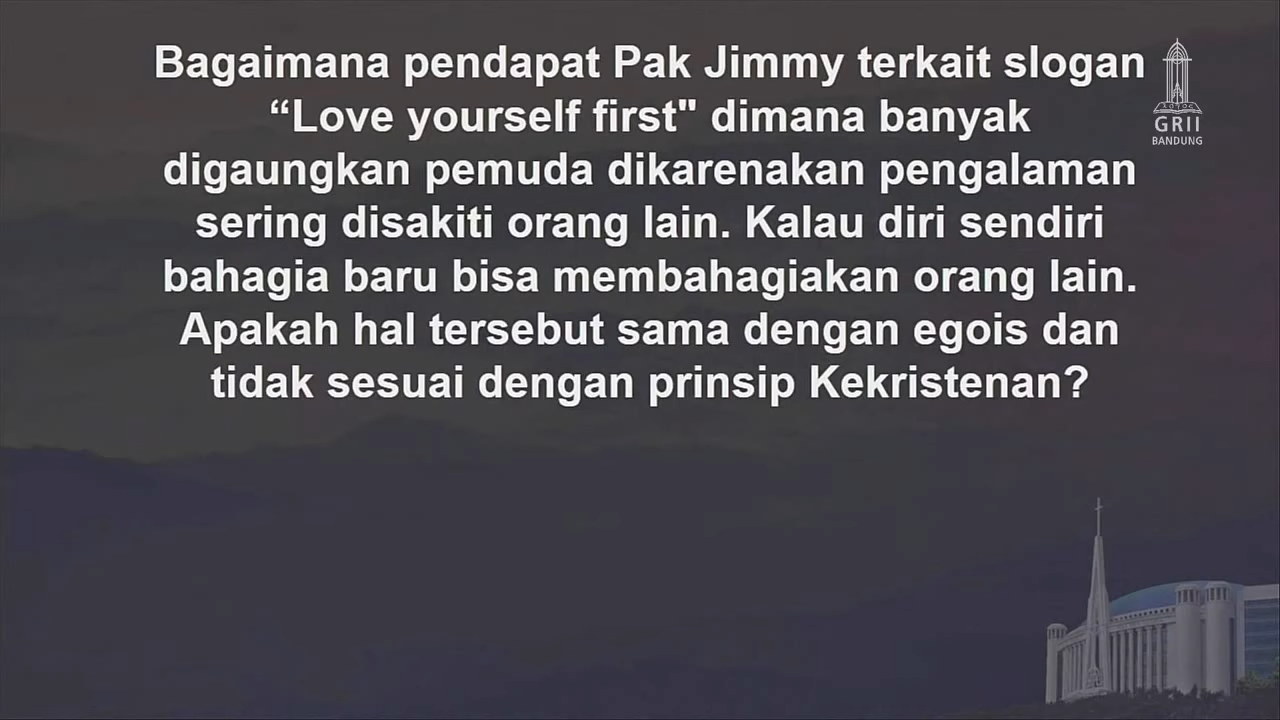 Bagaimana pendapat Pak Jimmy terkait slogan
“Love yourself first" dimana banyak
digaungkan pemuda dikarenakan pengalaman
sering disakiti orang lain. Kalau diri sendiri
bahagia baru bisa membahagiakan orang lain.
Apakah hal tersebut sama dengan egois dan
tidak sesuai dengan prinsip Kekristenan?
GRII
BANDUNG